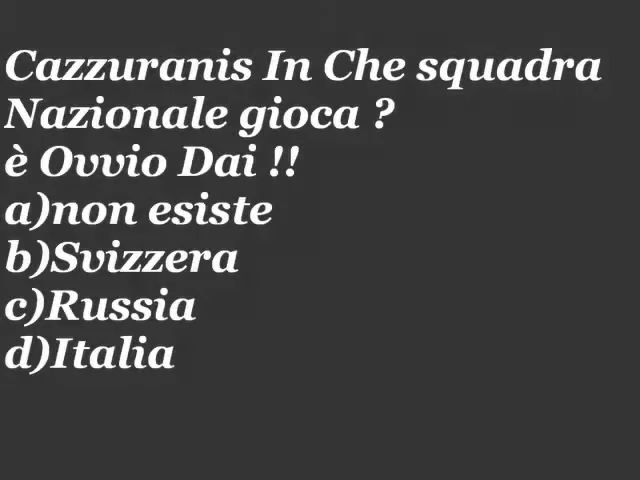 Cazzuranis In Che squadra
Nazionale gioca ?
è Ovvio Dai !!
a)non esiste
b)Svizzera
c)Russia
d)Italia